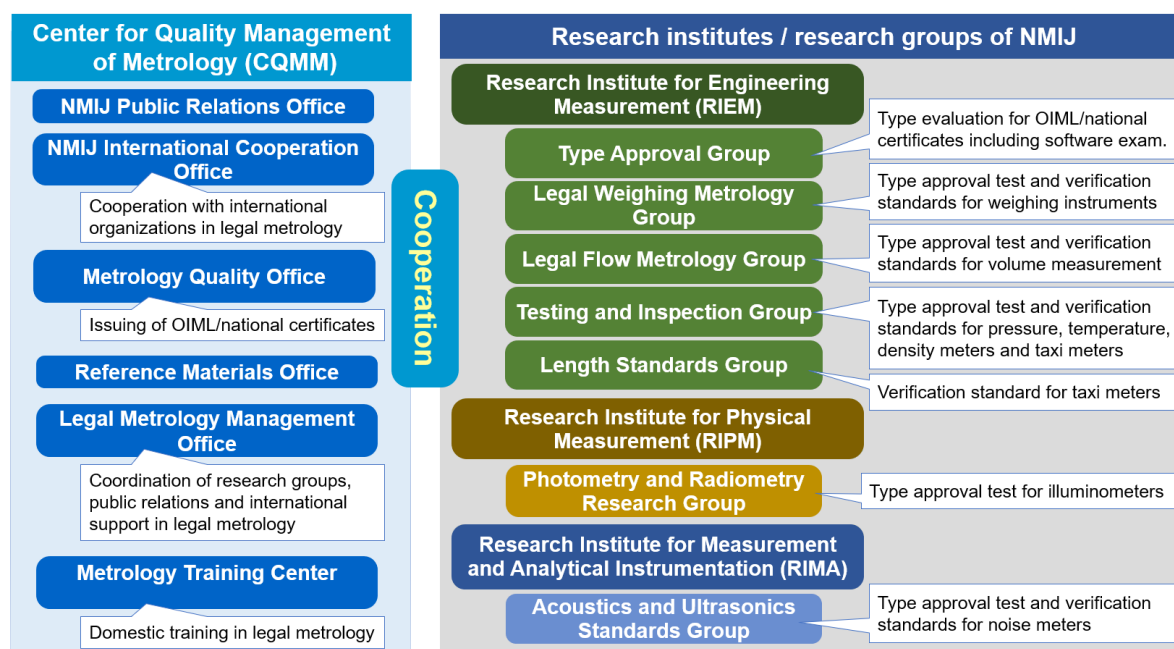 Center for Quality Management
of Metrology (CQMM)
NMIJ Public Relations Office
NMIJ International Cooperation
Office
Cooperation with international
organizations in legal metrology
Metrology Quality Office
Issuing of OIML/national certificates
Reference Materials Office
Legal Metrology Management
Office
Coordination of research groups,
public relations and international
support in legal metrology
Metrology Training Center
Domestic training in legal metrology
Cooperation
Research institutes / research groups of NMIJ
Research Institute for Engineering
Measurement (RIEM)
Type Approval Group
Type evaluation for OIML/national
certificates including software exam.
Legal Weighing Metrology
Group
Type approval test and verification
standards for weighing instruments
Legal Flow Metrology Group
Type approval test and verification
standards for volume measurement
Testing and Inspection Group
Type approval test and verification
standards for pressure, temperature,
density meters and taxi meters
Length Standards Group
Verification standard for taxi meters
Research Institute for Physical
Measurement (RIPM)
Photometry and Radiometry
Research Group
Type approval test for illuminometers
Research Institute for Measurement
and Analytical Instrumentation (RIMA)
Acoustics and Ultrasonics
Standards Group
Type approval test and verification
standards for noise meters